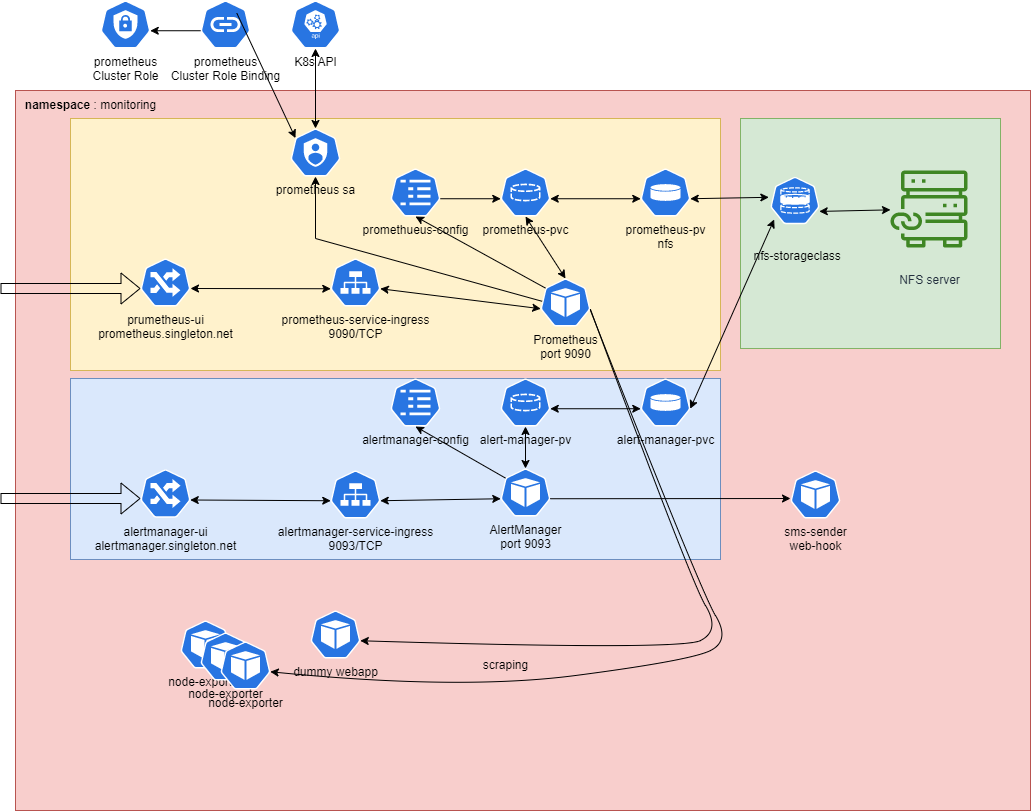 prometheus
Cluster Role
prometheus
Cluster Role Binding
api
K8s API
namespace : monitoring
prometheus sa
promethueus-config
prometheus-pvc
prometheus-pv
nfs
nfs-storageclass
NFS server
prumetheus-ui
prometheus.singleton.net
prometheus-service-ingress
9090/TCP
Prometheus
port 9090
alertmanager-config
alert-manager-pv
alert-manager-pvc
alertmanager-ui
alertmanager.singleton.net
alertmanager-service-ingress
9093/TCP
AlertManager
port 9093
sms-sender
web-hook
dummy webapp
scraping
node-expor
node-exporter
node-exporter